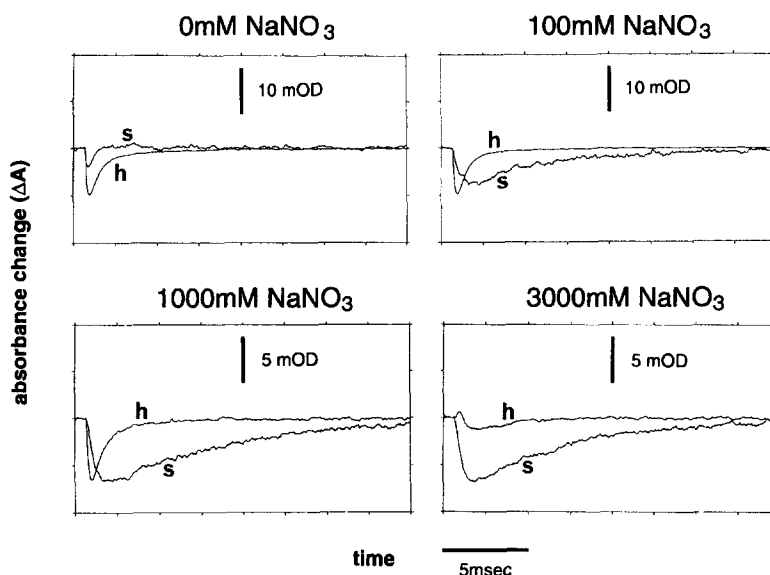 0mM NaNO3
100mM NaNO3
10 mOD
10 mOD
s
h
h
s
absorbance change (ΔA)
1000mM NaNO3
3000mM NaNO3
5 mOD
5 mOD
h
s
h
s
time
5msec